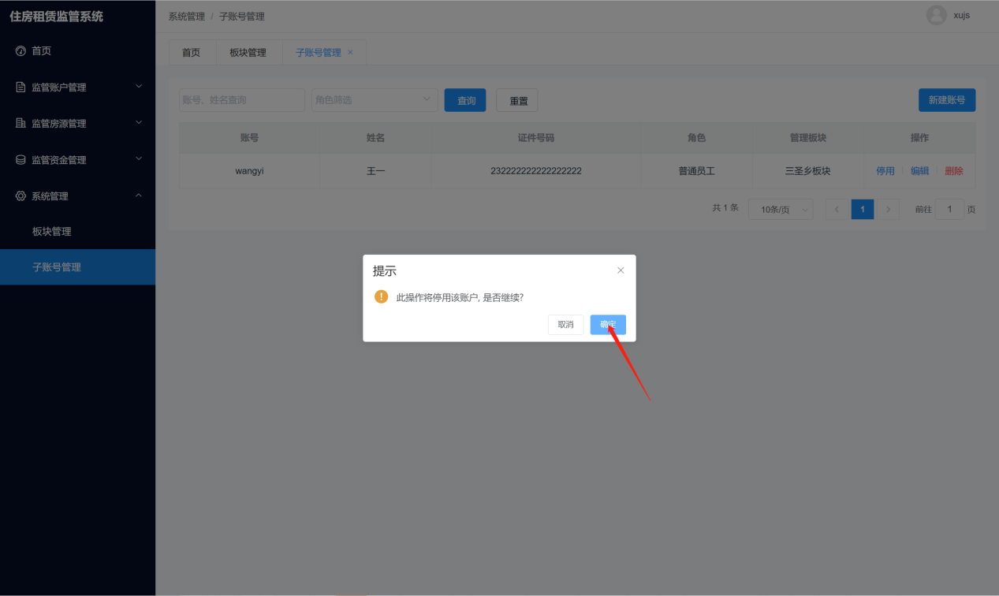 住房租赁监管系统
系统管理 / 子账号管理
xujs
首页
监管账户管理
监管房源管理
监管资金管理
系统管理
板块管理
子账号管理
首页 板块管理 子账号管理 ×
账号、姓名查询 角色筛选 查询 重置 新建账号
账号 姓名 证件号码 角色 管理板块 操作
wangyi 王一 232222222222222222 普通员工 三圣乡板块 停用 编辑 删除
共 1 条 10条/页 1 前往 1 页
提示
此操作将停用该账户, 是否继续?
取消 确定